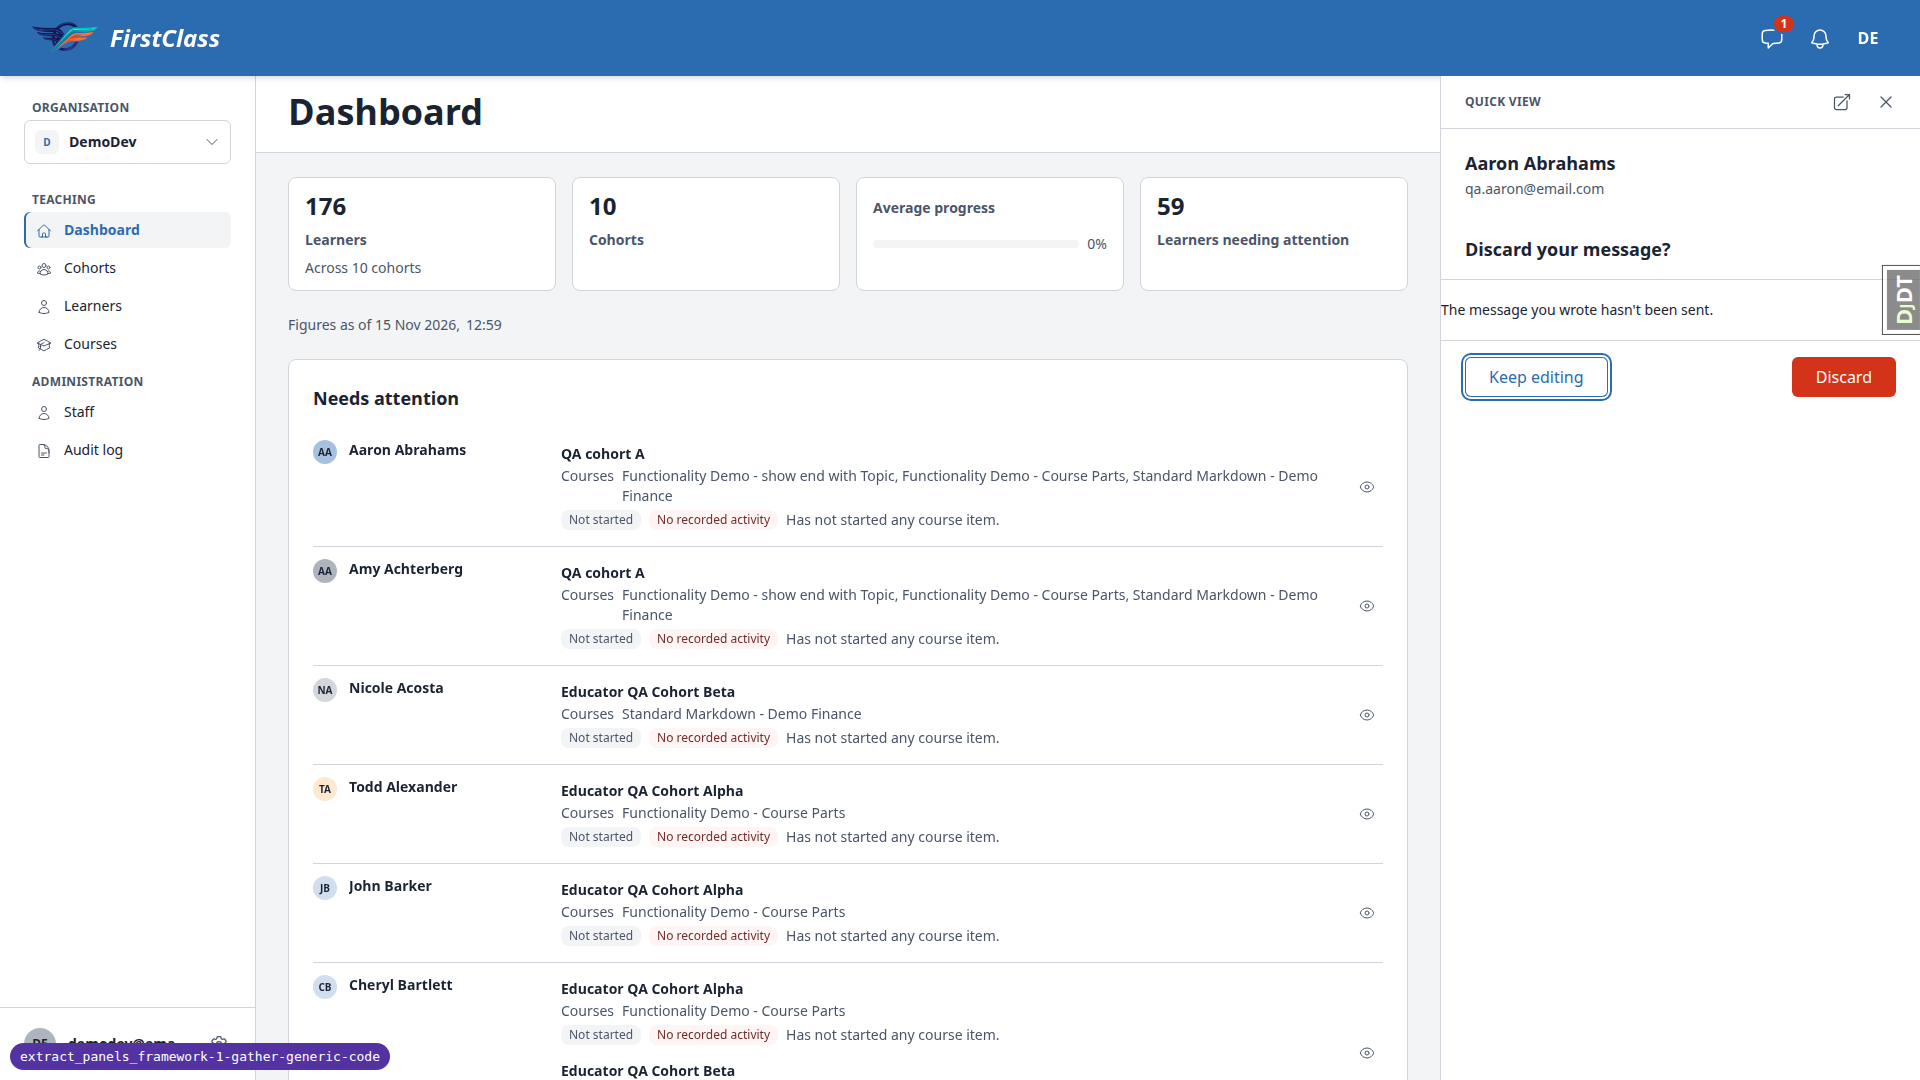 FirstClass
1
DE
ORGANISATION
D DemoDev
TEACHING
Dashboard
Cohorts
Learners
Courses
ADMINISTRATION
Staff
Audit log
extract_panels_framework-1-gather-generic-code
Dashboard
176
Learners
Across 10 cohorts
10
Cohorts
Average progress
0%
59
Learners needing attention
Figures as of 15 Nov 2026, 12:59
Needs attention
AA Aaron Abrahams
QA cohort A
Courses Functionality Demo - show end with Topic, Functionality Demo - Course Parts, Standard Markdown - Demo
Finance
Not started No recorded activity Has not started any course item.
AA Amy Achterberg
QA cohort A
Courses Functionality Demo - show end with Topic, Functionality Demo - Course Parts, Standard Markdown - Demo
Finance
Not started No recorded activity Has not started any course item.
NA Nicole Acosta
Educator QA Cohort Beta
Courses Standard Markdown - Demo Finance
Not started No recorded activity Has not started any course item.
TA Todd Alexander
Educator QA Cohort Alpha
Courses Functionality Demo - Course Parts
Not started No recorded activity Has not started any course item.
JB John Barker
Educator QA Cohort Alpha
Courses Functionality Demo - Course Parts
Not started No recorded activity Has not started any course item.
CB Cheryl Bartlett
Educator QA Cohort Alpha
Courses Functionality Demo - Course Parts
Not started No recorded activity Has not started any course item.
Educator QA Cohort Beta
QUICK VIEW
Aaron Abrahams
qa.aaron@email.com
Discard your message?
The message you wrote hasn't been sent.
Keep editing
Discard
DjDT